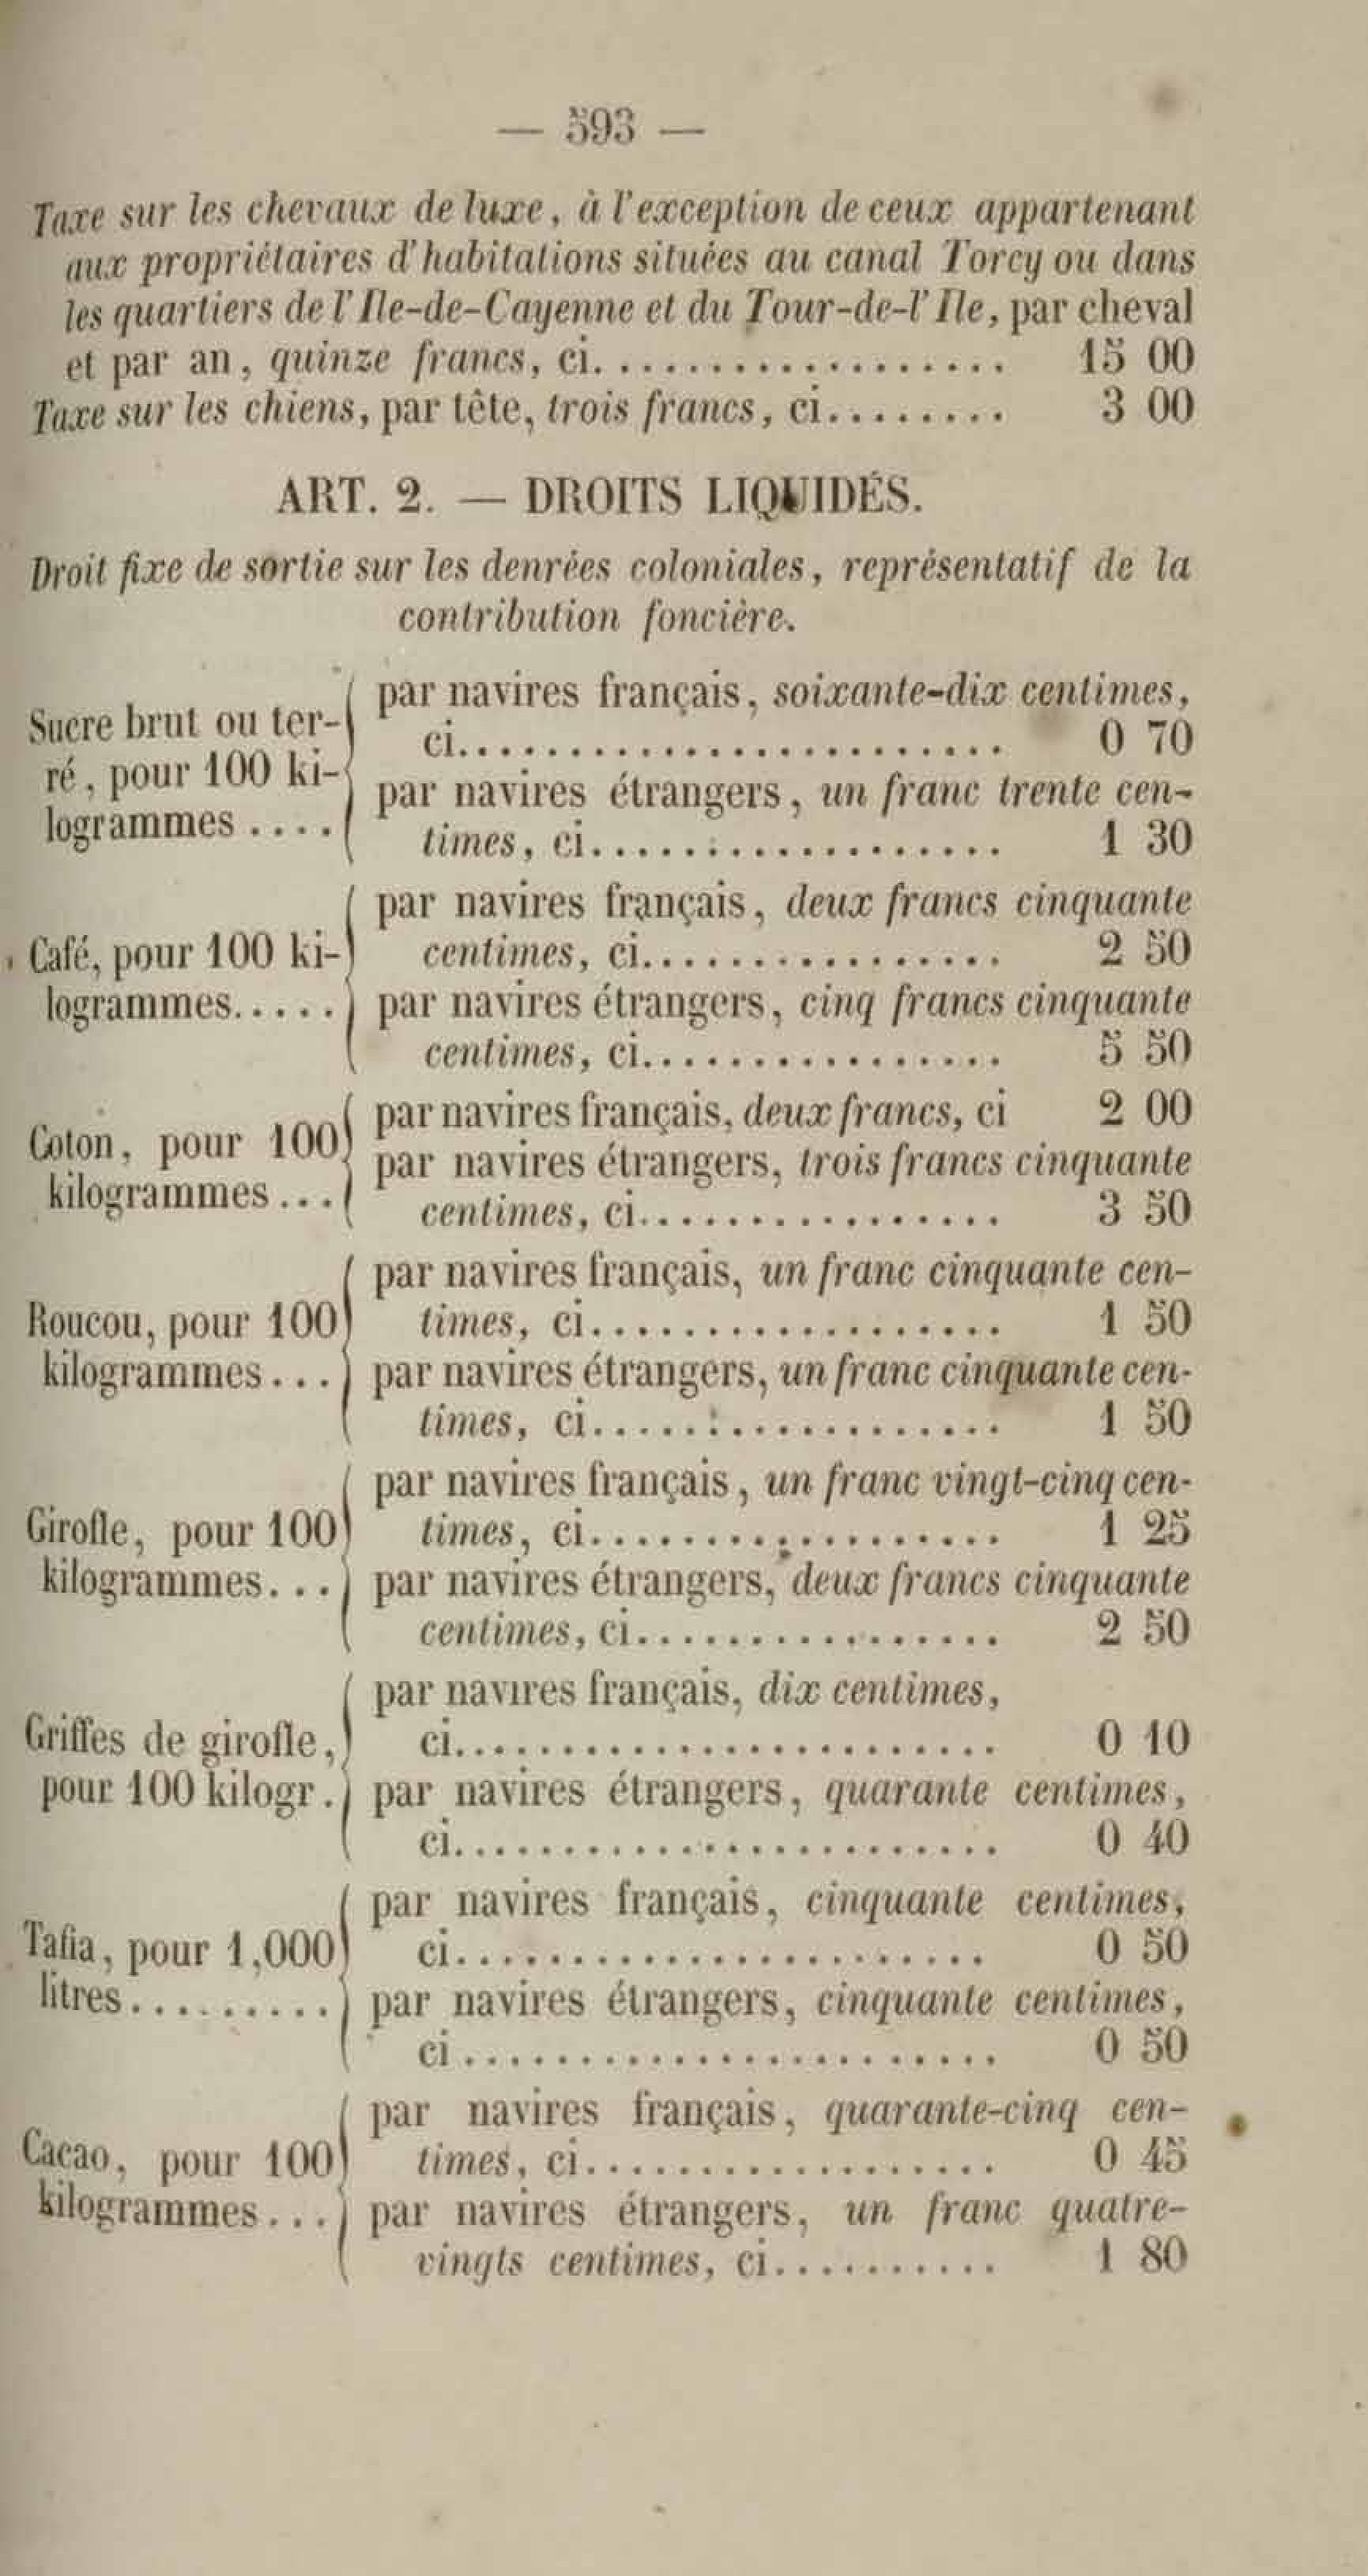 — 593 —
Taxe sur les chevaux de luxe, à l'exception de ceux appartenant
aux propriétaires d'habitations situées au canal Torcy ou dans
les quartiers de l'Ile-de-Cayenne et du Tour-de-l'Ile, par cheval
et par an, quinze francs, ci.................. 15 00
Taxe sur les chiens, par tête, trois francs, ci........ 3 00
ART. 2. — DROITS LIQUIDÉS.
Droit fixe de sortie sur les denrées coloniales, représentatif de la
contribution foncière.
Sucre brut ou ter-
ré, pour 100 ki-
logrammes ....
par navires français, soixante-dix centimes,
ci........................ 0 70
par navires étrangers, un franc trente cen-
times, ci.................. 1 30
Café, pour 100 ki-
logrammes.....
par navires français, deux francs cinquante
centimes, ci................ 2 50
par navires étrangers, cinq francs cinquante
centimes, ci................ 5 50
Coton, pour 100
kilogrammes...
par navires français, deux francs, ci 2 00
par navires étrangers, trois francs cinquante
centimes, ci................ 3 50
Roucou, pour 100
kilogrammes...
par navires français, un franc cinquante cen-
times, ci.................. 1 50
par navires étrangers, un franc cinquante cen-
times, ci.................. 1 50
Girofle, pour 100
kilogrammes...
par navires français, un franc vingt-cinq cen-
times, ci.................. 1 25
par navires étrangers, deux francs cinquante
centimes, ci................ 2 50
Griffes de girofle,
pour 100 kilogr.
par navires français, dix centimes,
ci........................ 0 10
par navires étrangers, quarante centimes,
ci........................ 0 40
Tafia, pour 1,000
litres.........
par navires français, cinquante centimes,
ci....................... 0 50
par navires étrangers, cinquante centimes,
ci ....................... 0 50
Cacao, pour 100
kilogrammes...
par navires français, quarante-cinq cen-
times, ci.................. 0 45
par navires étrangers, un franc quatre-
vingts centimes, ci.......... 1 80